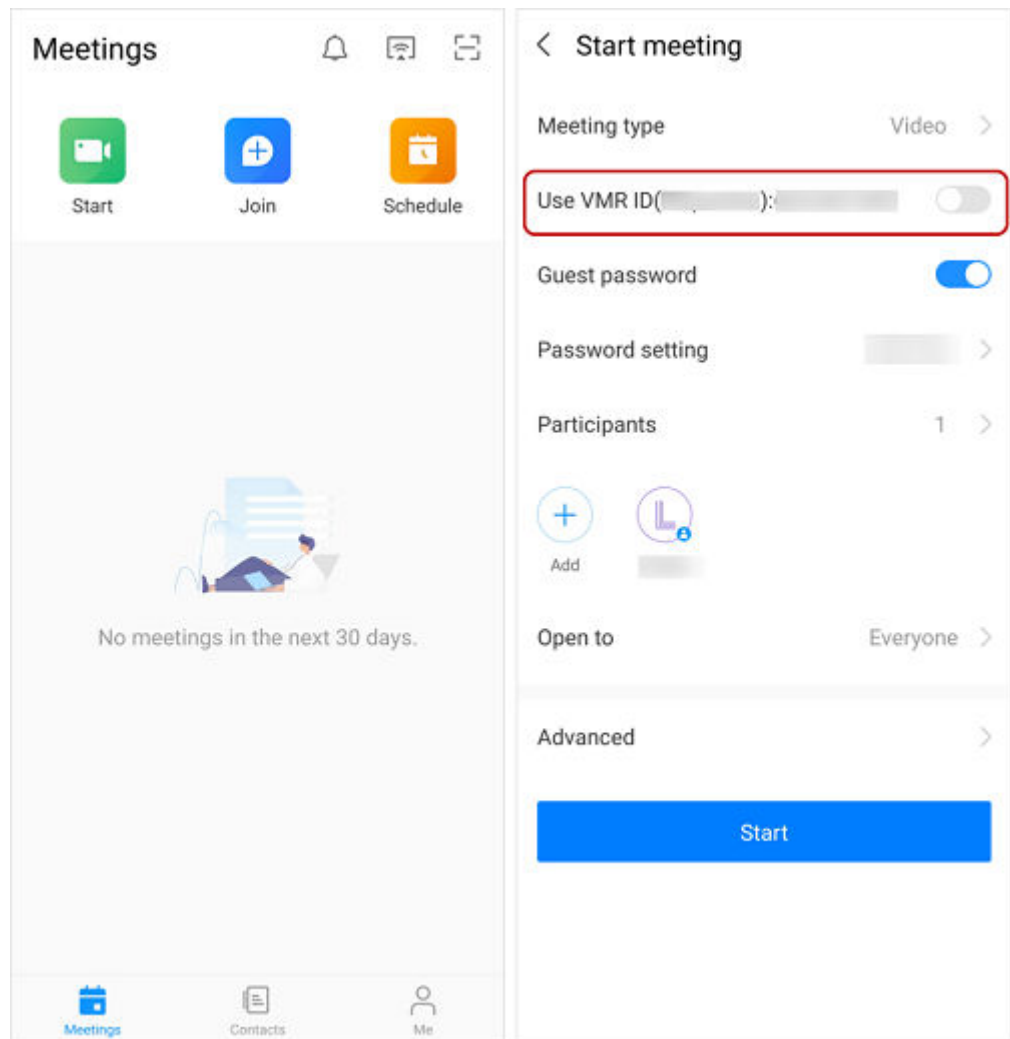 Meetings
Start
Join
Schedule
No meetings in the next 30 days.
Meetings
Contacts
Me
Start meeting
Meeting type
Video
Use VMR ID(
):
Guest password
Password setting
Participants
1
Add
L
Open to
Everyone
Advanced
Start